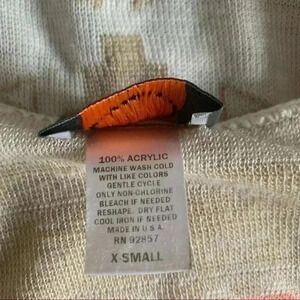 100% ACRYLIC
MACHINE WASH COLD
WITH LIKE COLORS
GENTLE CYCLE
ONLY NON-CHLORINE
BLEACH IF NEEDED
RESHAPE. DRY FLAT
COOL IRON IF NEEDED
MADE IN U.S.A.
RN 92857
X SMALL